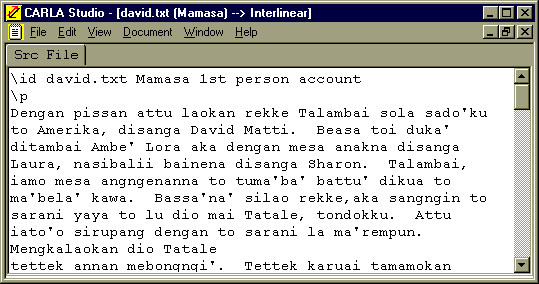 CARLA Studio - [david.txt (Mamasa) --> Interlinear]
File Edit View Document Window Help
Src File
\id david.txt Mamasa 1st person account
\p
Dengan pissan attu laokan rekke Talambai sola sado'ku
to Amerika, disanga David Matti.  Beasa toi duka'
ditambai Ambe' Lora aka dengan mesa anakna disanga
Laura, nasibalii bainena disanga Sharon.  Talambai,
iamo mesa angngenanna to tuma'ba' battu' dikua to
ma'bela' kawa.  Bassa'na' silao rekke,aka sangngin to
sarani yaya to lu dio mai Tatale, tondokku.  Attu
iato'o sirupang dengan to sarani la ma'rempun.
Mengkalaokan dio Tatale
tettek annan mebongngi'.  Tettek karuai tamamokan